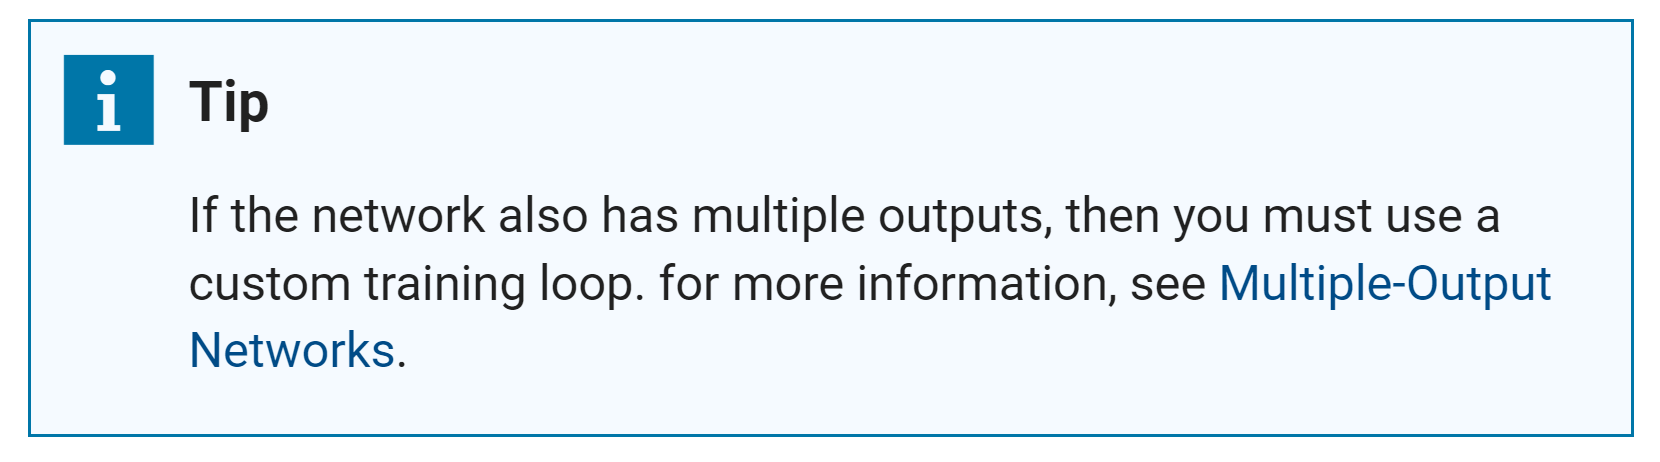 Tip
If the network also has multiple outputs, then you must use a
custom training loop. for more information, see Multiple-Output
Networks.